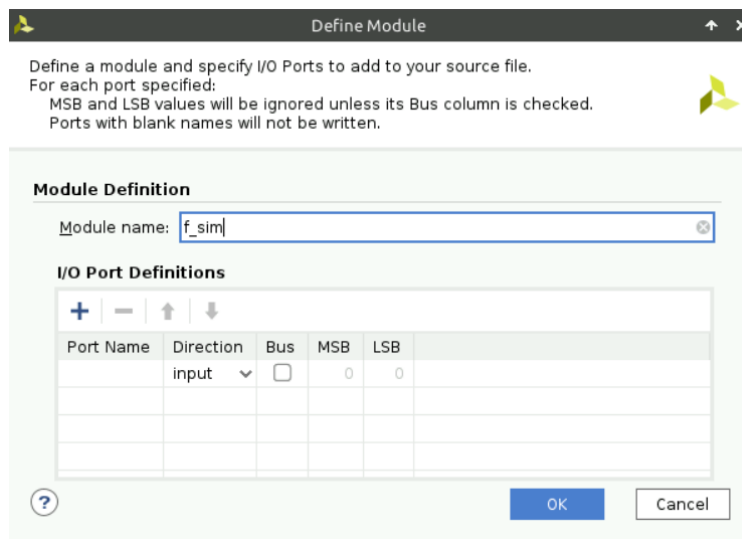 Define Module
Define a module and specify I/O Ports to add to your source file.
For each port specified:
MSB and LSB values will be ignored unless its Bus column is checked.
Ports with blank names will not be written.
Module Definition
Module name: f_sim
I/O Port Definitions
Port Name Direction Bus MSB LSB
input 0 0
? OK Cancel